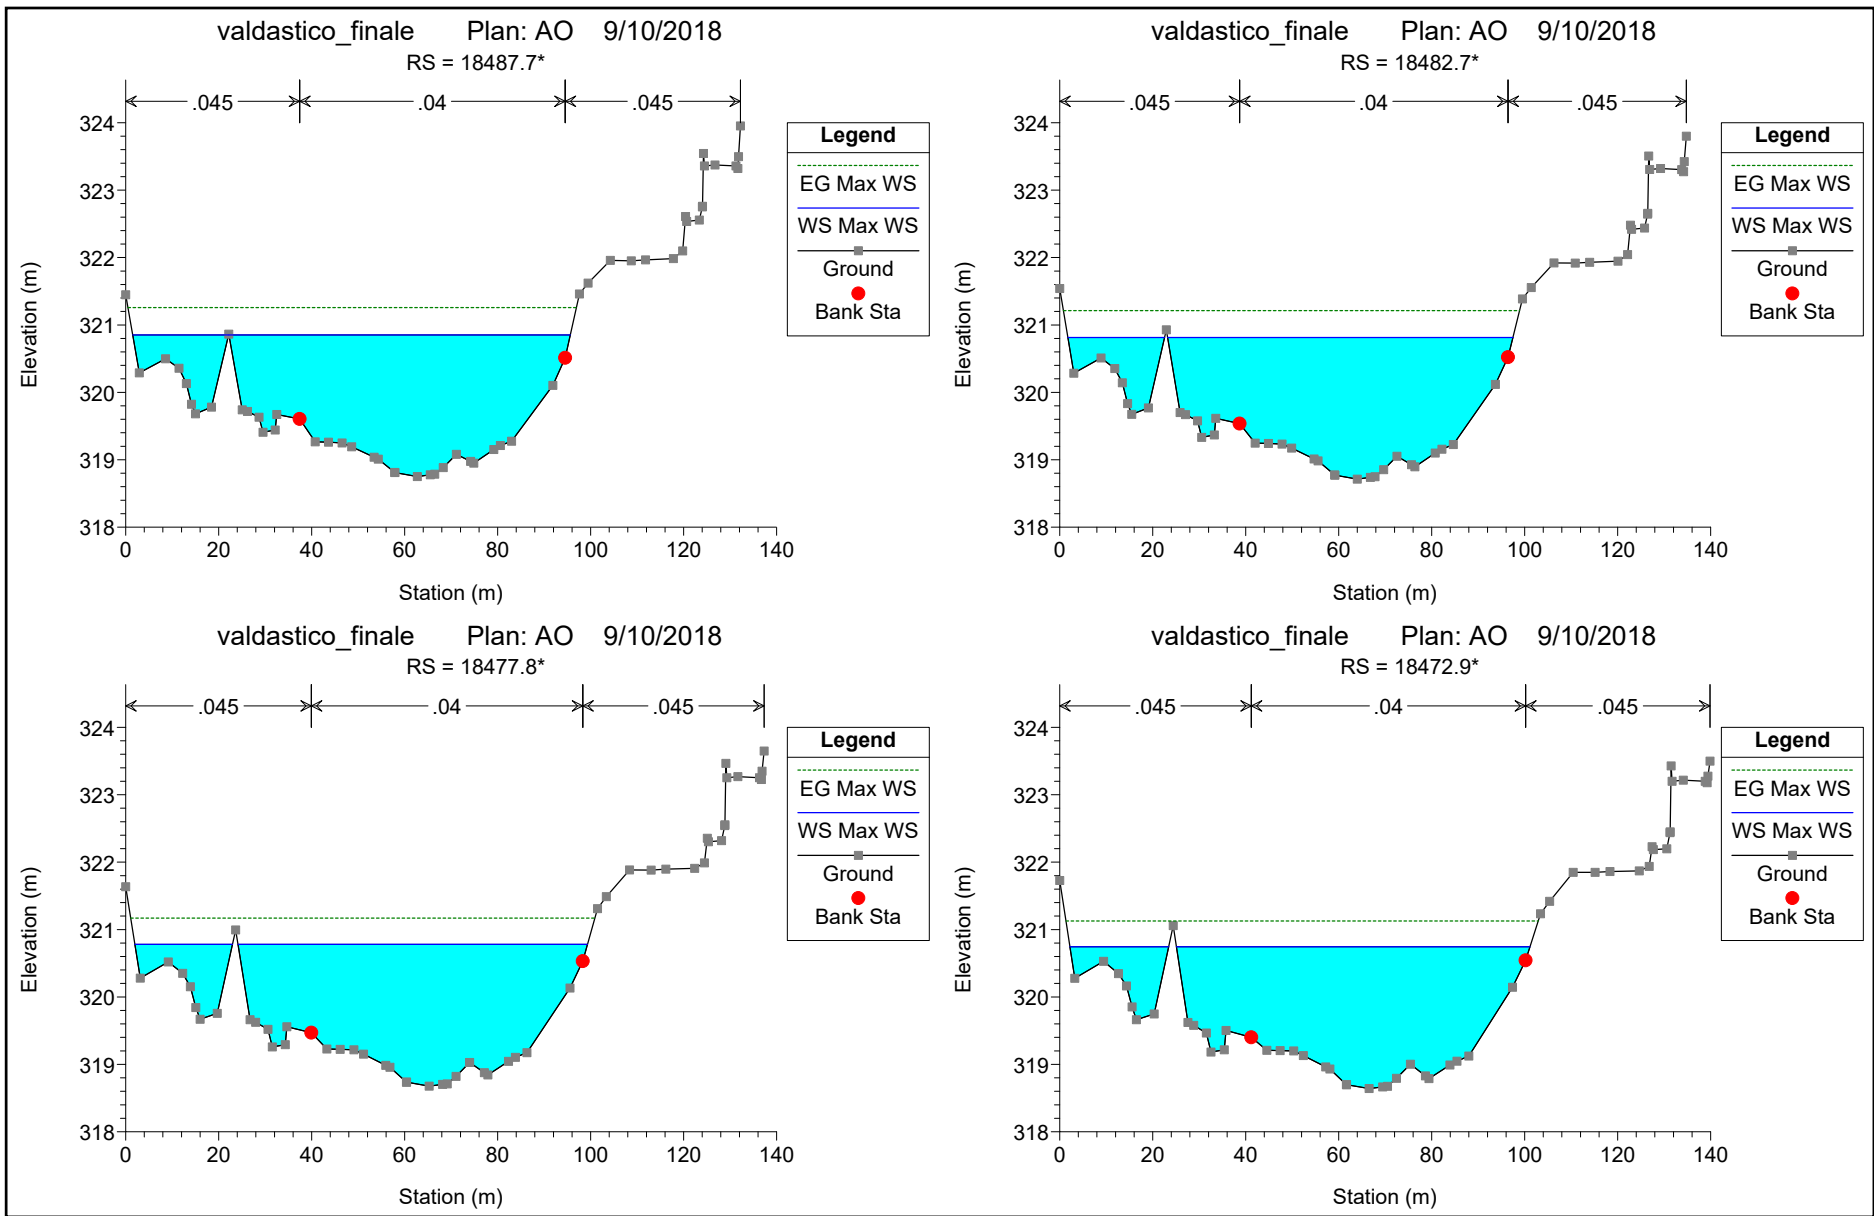 valdastico_finale Plan: AO 9/10/2018
RS = 18487.7*
.045 .04 .045
324
323
322
321
320
319
318
Elevation (m)
0 20 40 60 80 100 120 140
Station (m)
Legend
EG Max WS
WS Max WS
Ground
Bank Sta
valdastico_finale Plan: AO 9/10/2018
RS = 18482.7*
.045 .04 .045
324
323
322
321
320
319
318
Elevation (m)
0 20 40 60 80 100 120 140
Station (m)
Legend
EG Max WS
WS Max WS
Ground
Bank Sta
valdastico_finale Plan: AO 9/10/2018
RS = 18477.8*
.045 .04 .045
324
323
322
321
320
319
318
Elevation (m)
0 20 40 60 80 100 120 140
Station (m)
Legend
EG Max WS
WS Max WS
Ground
Bank Sta
valdastico_finale Plan: AO 9/10/2018
RS = 18472.9*
.045 .04 .045
324
323
322
321
320
319
318
Elevation (m)
0 20 40 60 80 100 120 140
Station (m)
Legend
EG Max WS
WS Max WS
Ground
Bank Sta